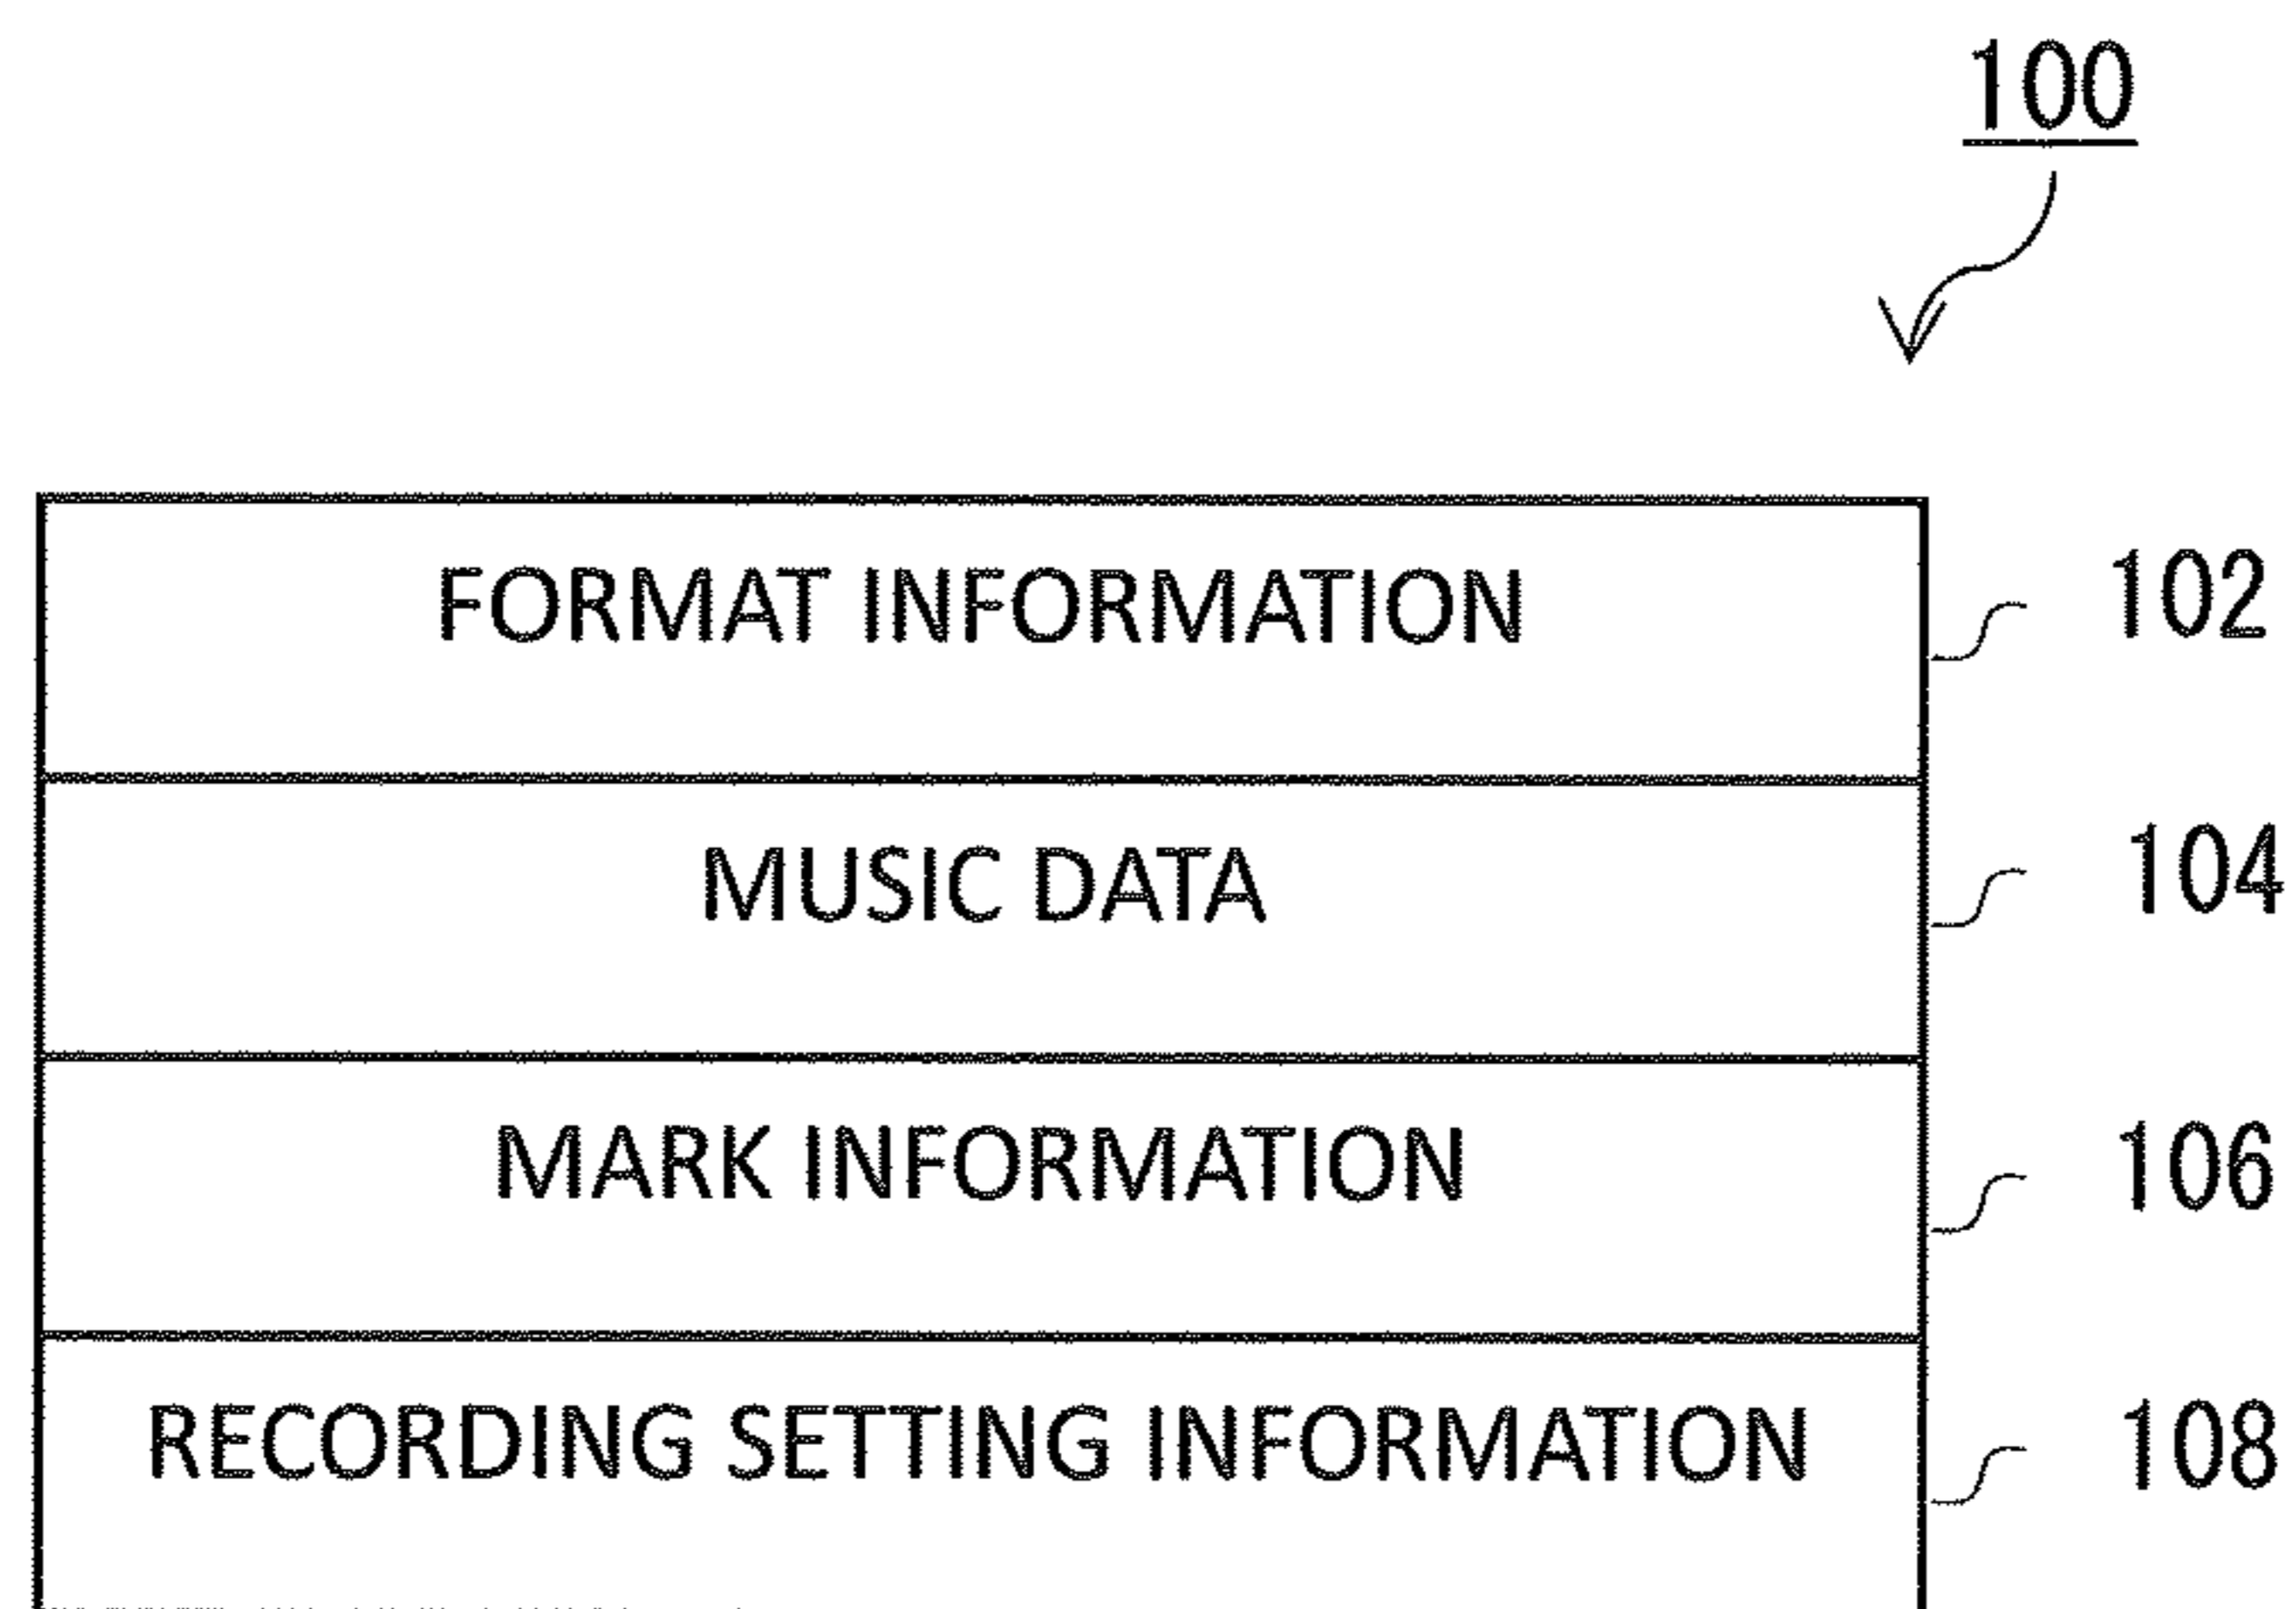 100
FORMAT INFORMATION 102
MUSIC DATA 104
MARK INFORMATION 106
RECORDING SETTING INFORMATION 108